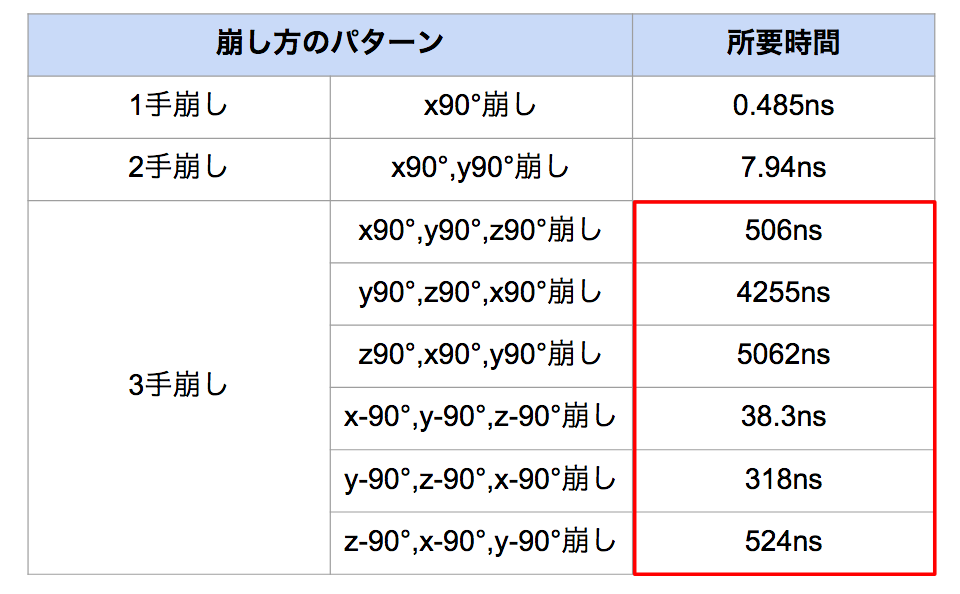 崩し方のパターン 所要時間
1手崩し x90°崩し 0.485ns
2手崩し x90°,y90°崩し 7.94ns
3手崩し
x90°,y90°,z90°崩し 506ns
y90°,z90°,x90°崩し 4255ns
z90°,x90°,y90°崩し 5062ns
x-90°,y-90°,z-90°崩し 38.3ns
y-90°,z-90°,x-90°崩し 318ns
z-90°,x-90°,y-90°崩し 524ns